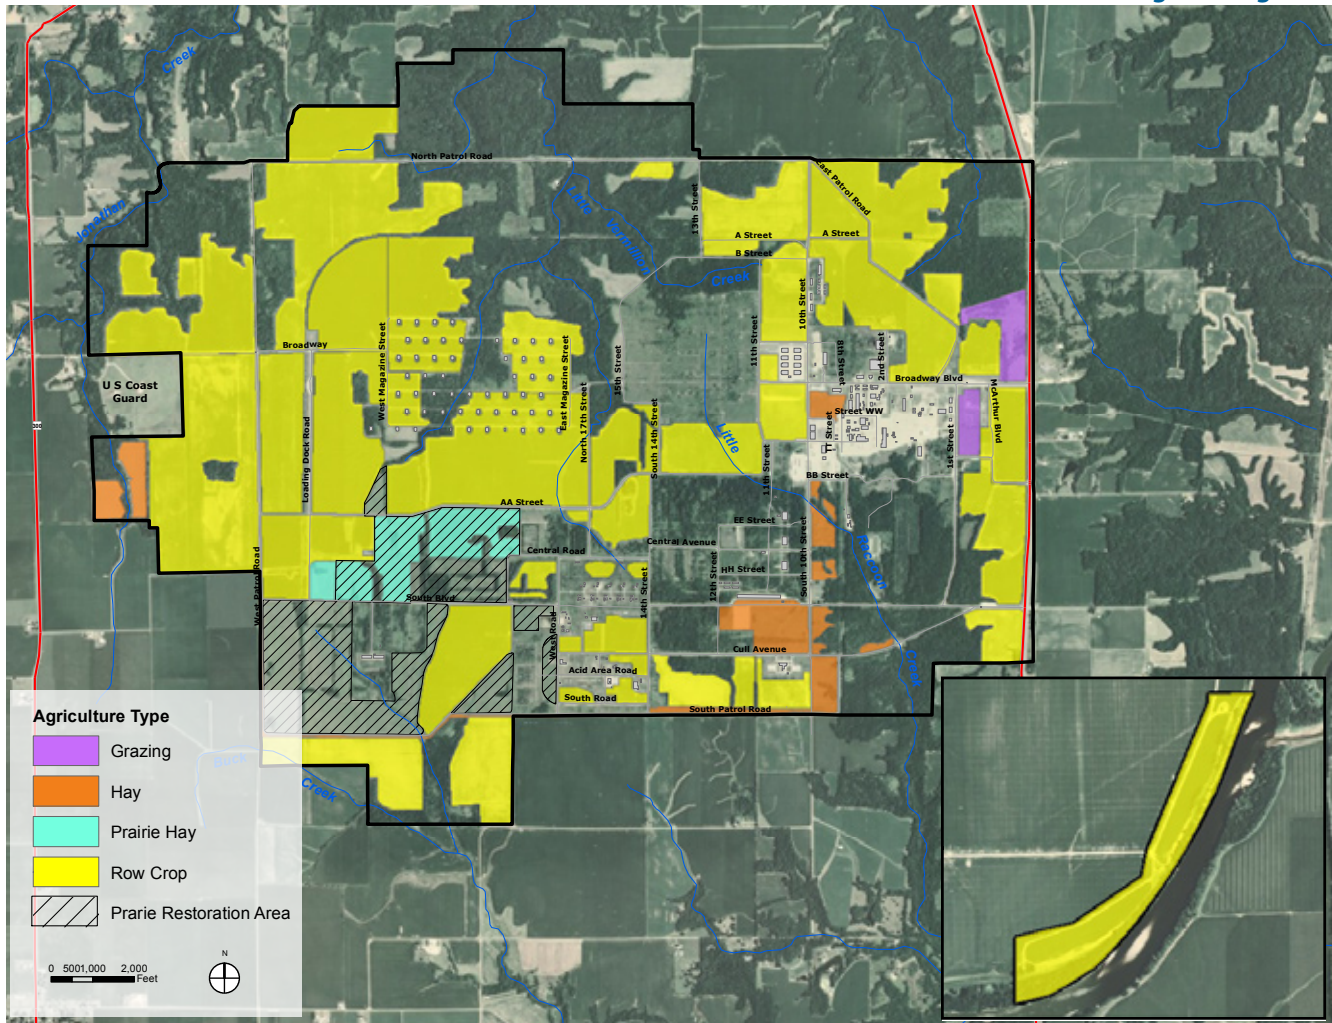 Creek
Jonathan
North Patrol Road
Little
Vermillion
Creek
13th Street
East Patrol Road
A Street
A Street
B Street
10th Street
11th Street
8th Street
2nd Street
Broadway
West Magazine Street
East Magazine Street
15th Street
North 17th Street
South 14th Street
Broadway Blvd
McArthur Blvd
Street WW
TT Street
1st Street
U S Coast
Guard
300
Loading Dock Road
Little
11th Street
BB Street
AA Street
EE Street
Central Avenue
Central Road
HH Street
12th Street
South 10th Street
Raccoon
Creek
West Patrol Road
South Blvd
14th Street
West Road
Cull Avenue
Acid Area Road
South Road
South Patrol Road
Buck
Creek
Agriculture Type
Grazing
Hay
Prairie Hay
Row Crop
Prarie Restoration Area
N
0 500 1,000 2,000
Feet